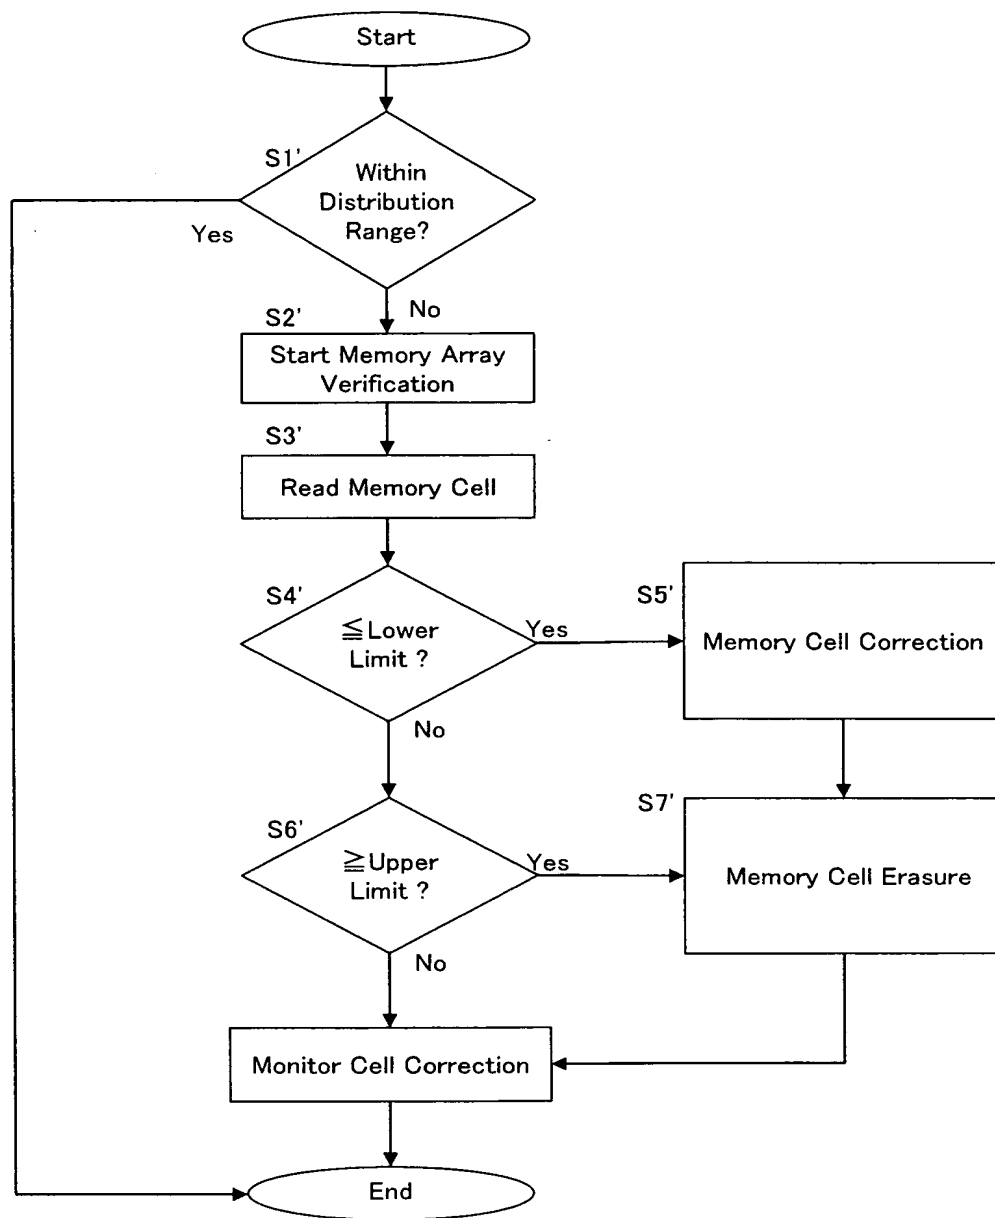 Start
S1'
Within
Distribution
Range?
Yes
No
S2'
Start Memory Array
Verification
S3'
Read Memory Cell
S4'
≦Lower
Limit ?
Yes
S5'
Memory Cell Correction
No
S6'
≧Upper
Limit ?
Yes
S7'
Memory Cell Erasure
No
Monitor Cell Correction
End